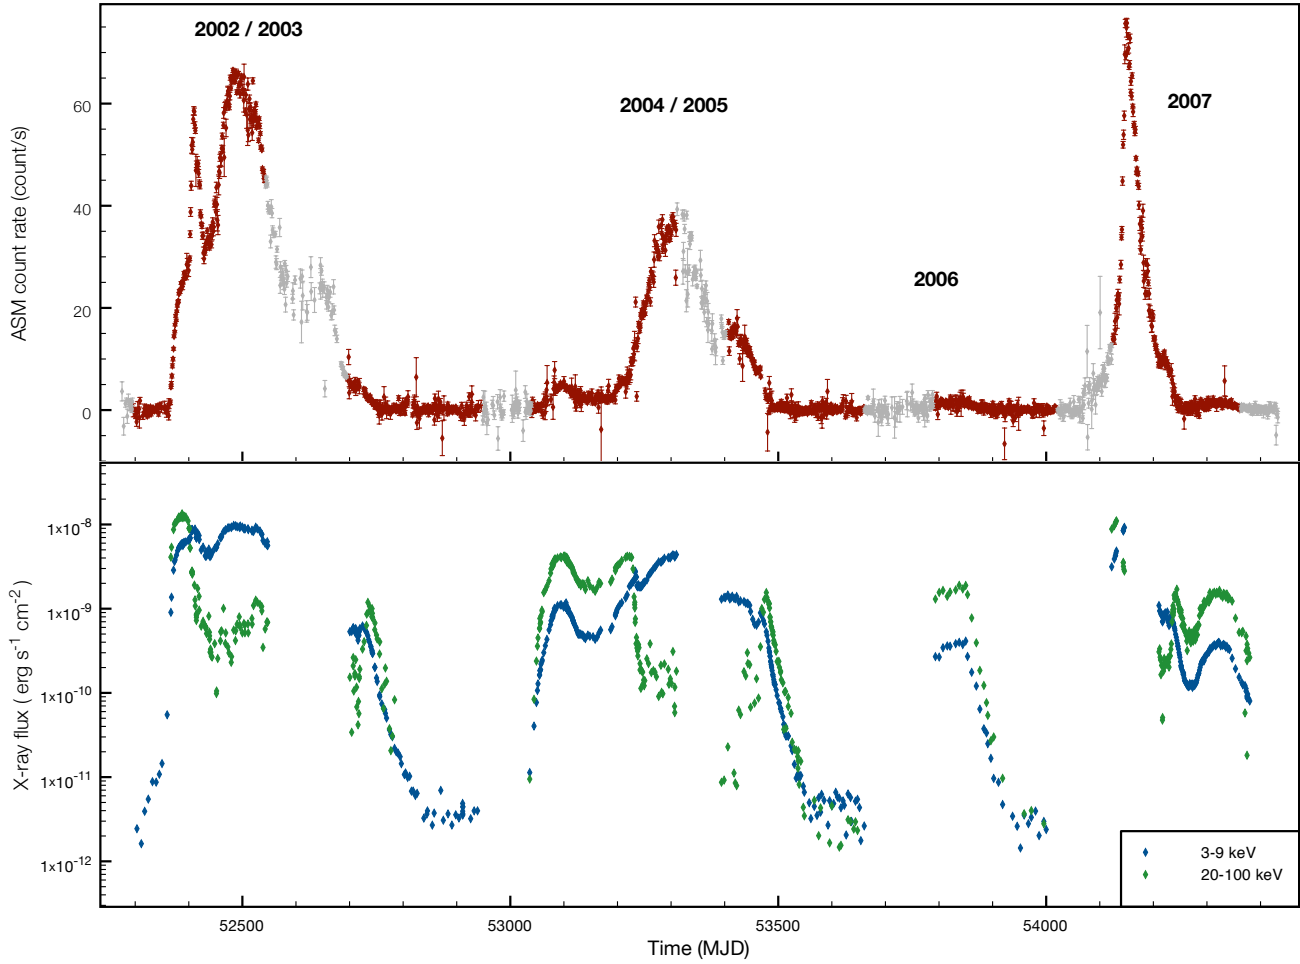 2002 / 2003
2004 / 2005
2006
2007
ASM count rate (count/s)
60
40
20
0
X-ray flux ( erg s⁻¹ cm⁻²)
1x10⁻⁸
1x10⁻⁹
1x10⁻¹⁰
1x10⁻¹¹
1x10⁻¹²
3-9 keV
20-100 keV
52500 53000 53500 54000
Time (MJD)